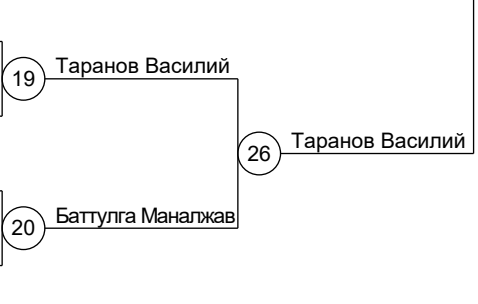 19 Таранов Василий
26 Таранов Василий
20 Баттулга Маналжав